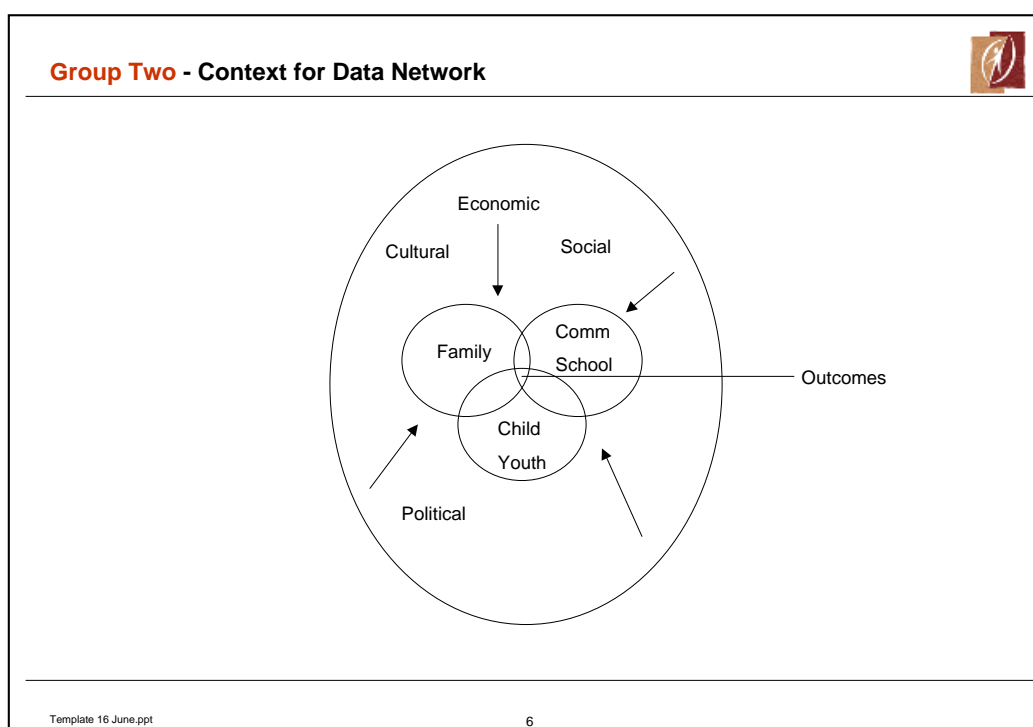 Group Two - Context for Data Network
Economic
Cultural
Social
Family
Comm
School
Outcomes
Child
Youth
Political
Template 16 June.ppt
6